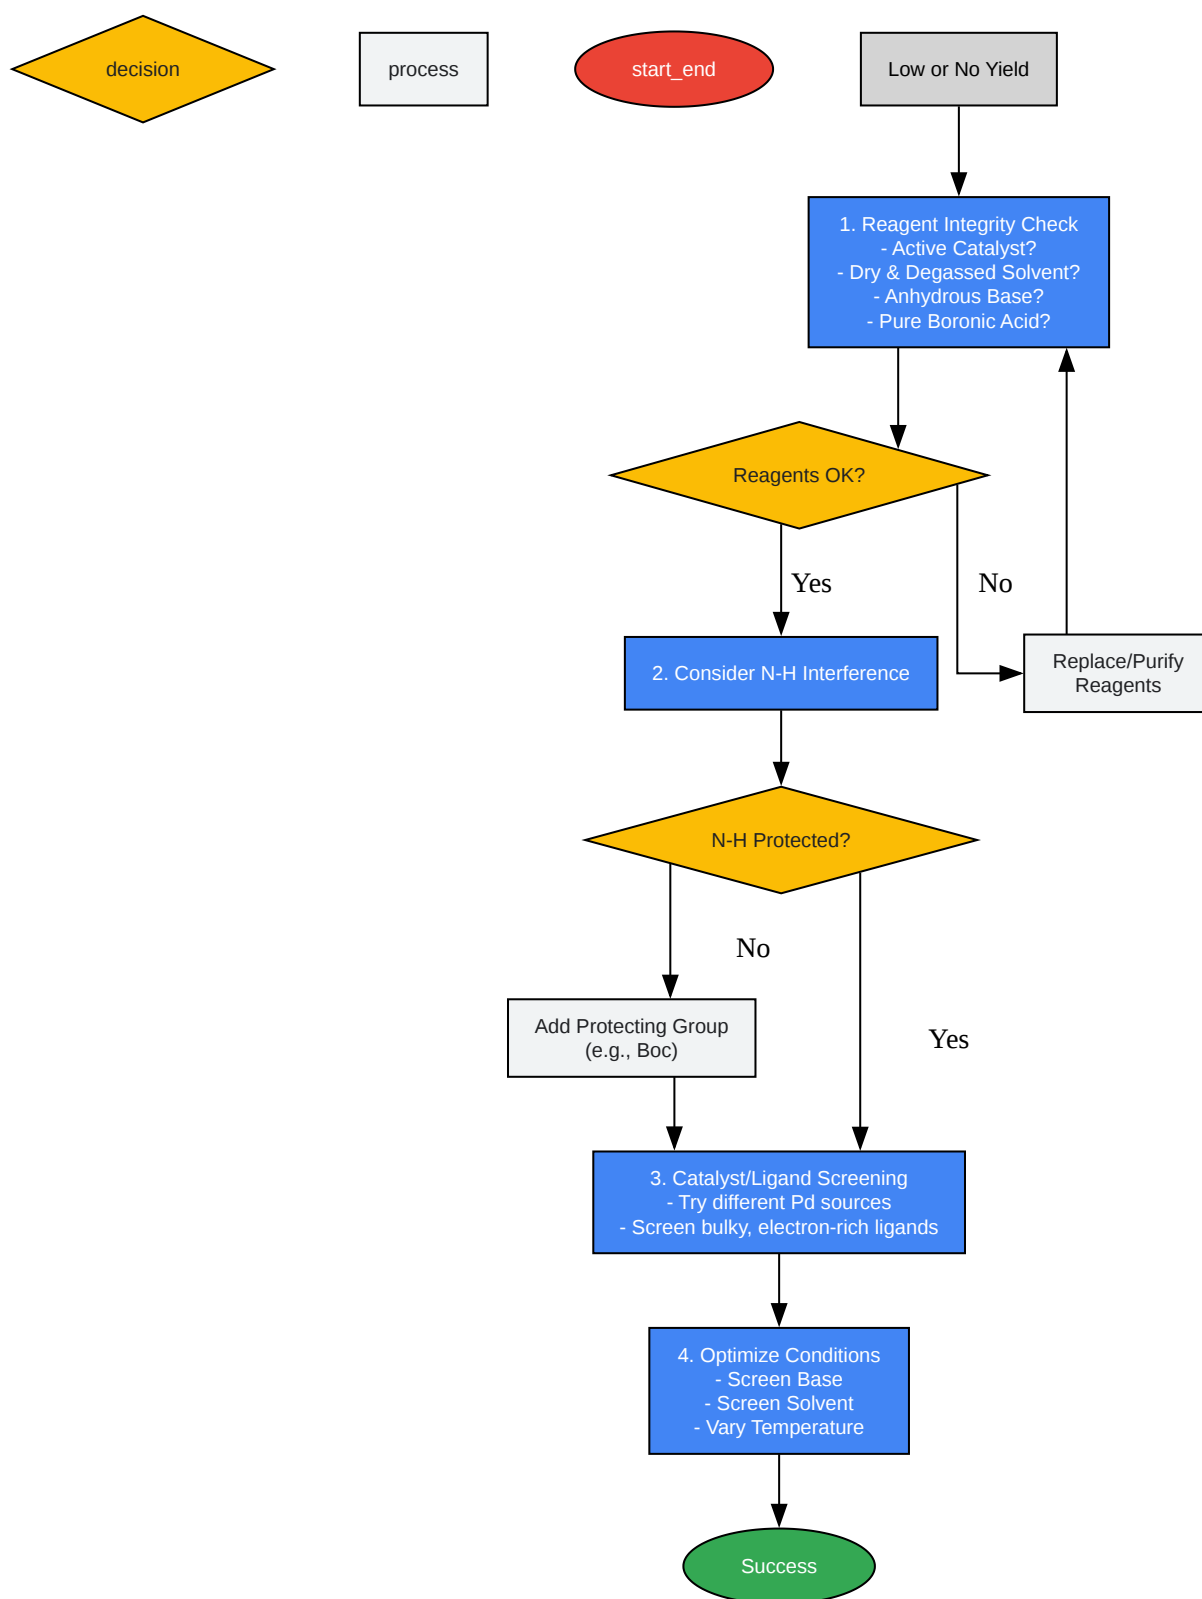 decision
process
start_end
Low or No Yield
1. Reagent Integrity Check
- Active Catalyst?
- Dry & Degassed Solvent?
- Anhydrous Base?
- Pure Boronic Acid?
Reagents OK?
Yes
No
2. Consider N-H Interference
Replace/Purify
Reagents
N-H Protected?
No
Add Protecting Group
(e.g., Boc)
Yes
3. Catalyst/Ligand Screening
- Try different Pd sources
- Screen bulky, electron-rich ligands
4. Optimize Conditions
- Screen Base
- Screen Solvent
- Vary Temperature
Success